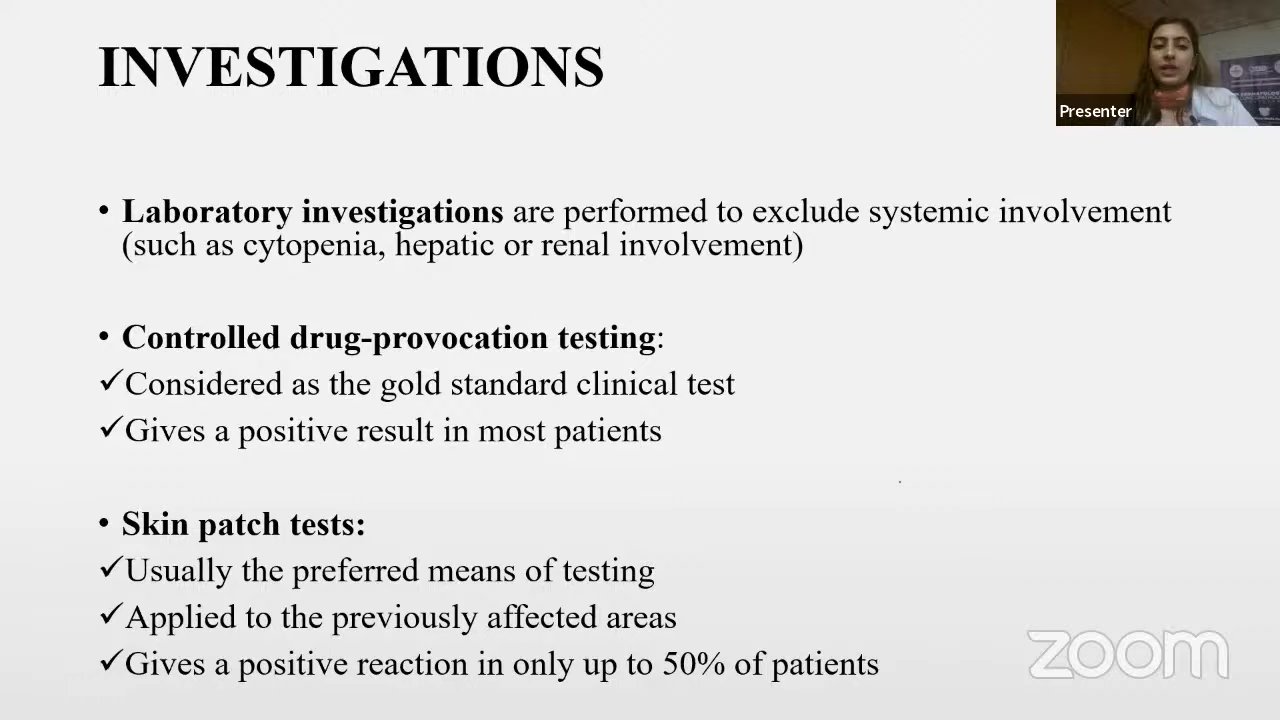 INVESTIGATIONS
Presenter
• Laboratory investigations are performed to exclude systemic involvement
(such as cytopenia, hepatic or renal involvement)
• Controlled drug-provocation testing:
✓Considered as the gold standard clinical test
✓Gives a positive result in most patients
• Skin patch tests:
✓Usually the preferred means of testing
✓Applied to the previously affected areas
✓Gives a positive reaction in only up to 50% of patients
zoom